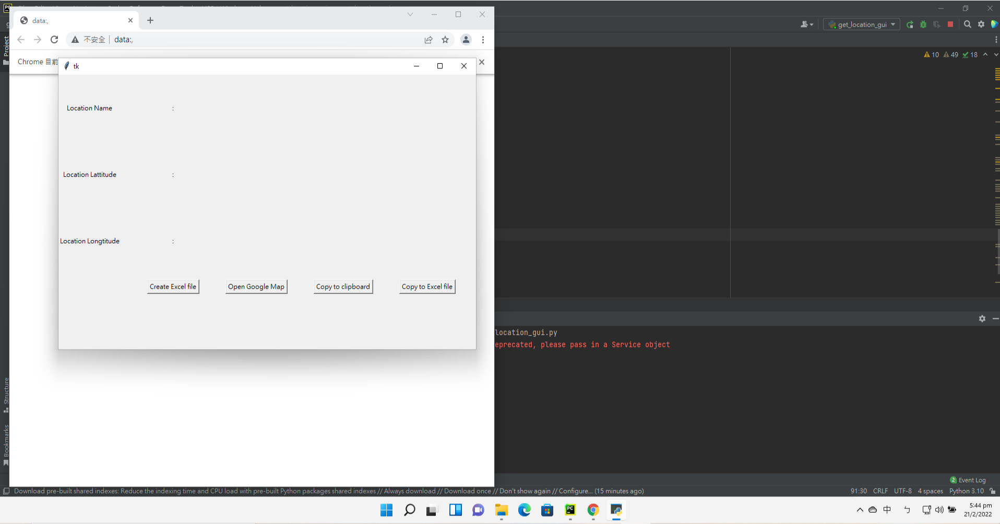 PC
data:,
不安全
data:,
Chrome 目前
tk
Location Name :
Location Lattitude :
Location Longtitude :
Create Excel file
Open Google Map
Copy to clipboard
Copy to Excel file
get_location_gui
10 49 18
Project
location_gui.py
eprecated, please pass in a Service object
Structure
Bookmarks
2 Event Log
Download pre-built shared indexes: Reduce the indexing time and CPU load with pre-built Python packages shared indexes // Always download // Download once // Don't show again // Configure... (15 minutes ago)
91:30 CRLF UTF-8 4 spaces Python 3.10
PC
中 ㄅ
5:44 pm
21/2/2022